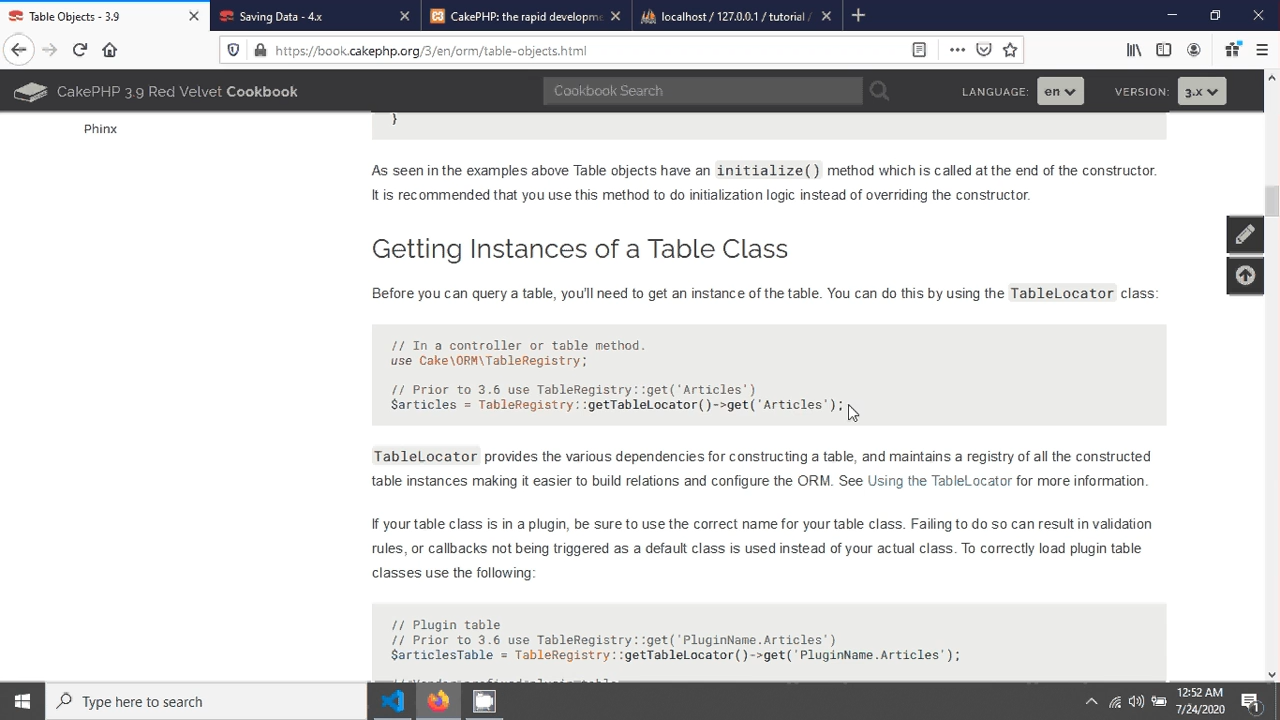 Table Objects - 3.9
Saving Data - 4.x
CakePHP: the rapid developme
localhost / 127.0.0.1 / tutorial /
https://book.cakephp.org/3/en/orm/table-objects.html
CakePHP 3.9 Red Velvet Cookbook
Cookbook Search
LANGUAGE:
en
VERSION:
3.x
Phinx
}
As seen in the examples above Table objects have an initialize() method which is called at the end of the constructor.
It is recommended that you use this method to do initialization logic instead of overriding the constructor.
Getting Instances of a Table Class
Before you can query a table, you'll need to get an instance of the table. You can do this by using the TableLocator class:
// In a controller or table method.
use Cake\ORM\TableRegistry;
// Prior to 3.6 use TableRegistry::get('Articles')
$articles = TableRegistry::getTableLocator()->get('Articles');
TableLocator provides the various dependencies for constructing a table, and maintains a registry of all the constructed
table instances making it easier to build relations and configure the ORM. See Using the TableLocator for more information.
If your table class is in a plugin, be sure to use the correct name for your table class. Failing to do so can result in validation
rules, or callbacks not being triggered as a default class is used instead of your actual class. To correctly load plugin table
classes use the following:
// Plugin table
// Prior to 3.6 use TableRegistry::get('PluginName.Articles')
$articlesTable = TableRegistry::getTableLocator()->get('PluginName.Articles');
Type here to search
12:52 AM
7/24/2020
1